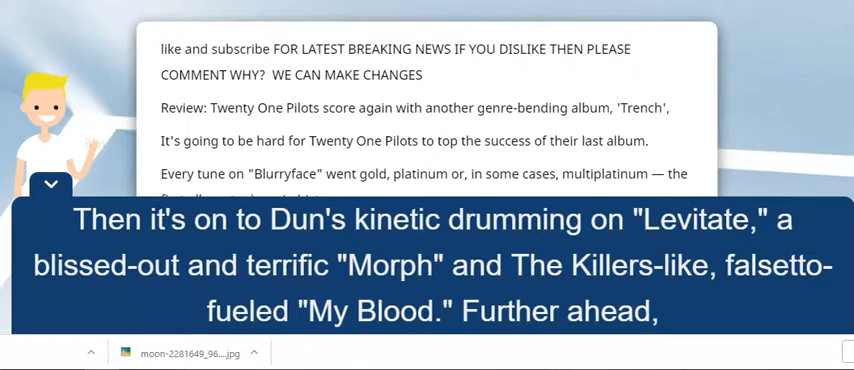 like and subscribe FOR LATEST BREAKING NEWS IF YOU DISLIKE THEN PLEASE
COMMENT WHY?  WE CAN MAKE CHANGES
Review: Twenty One Pilots score again with another genre-bending album, 'Trench',
It's going to be hard for Twenty One Pilots to top the success of their last album.
Every tune on "Blurryface" went gold, platinum or, in some cases, multiplatinum — the
Then it's on to Dun's kinetic drumming on "Levitate," a
blissed-out and terrific "Morph" and The Killers-like, falsetto-
fueled "My Blood." Further ahead,
moon-2281649_96....jpg